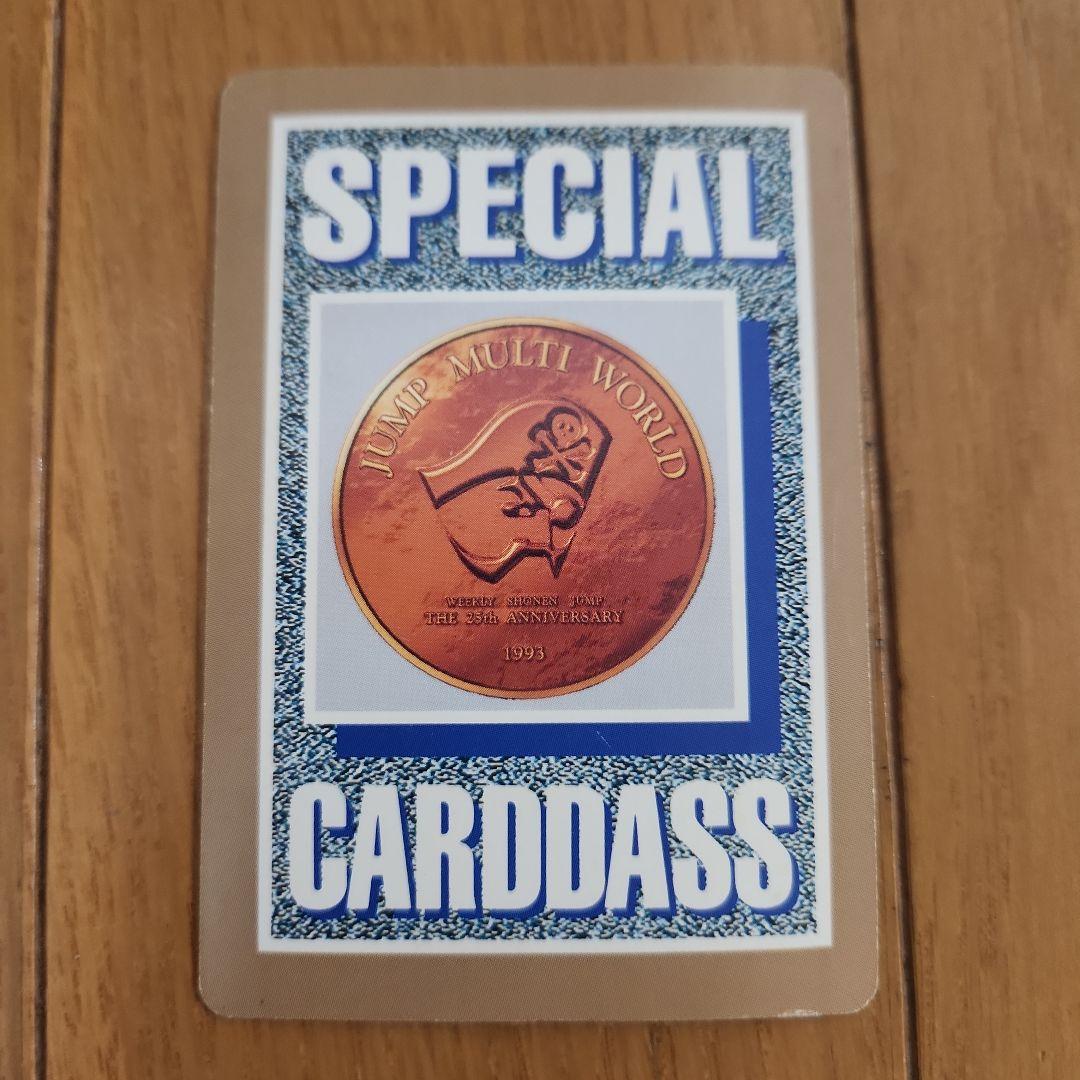 SPECIAL
JUMP MULTI WORLD
WEEKLY SHONEN JUMP
THE 25th ANNIVERSARY
1993
CARDDASS